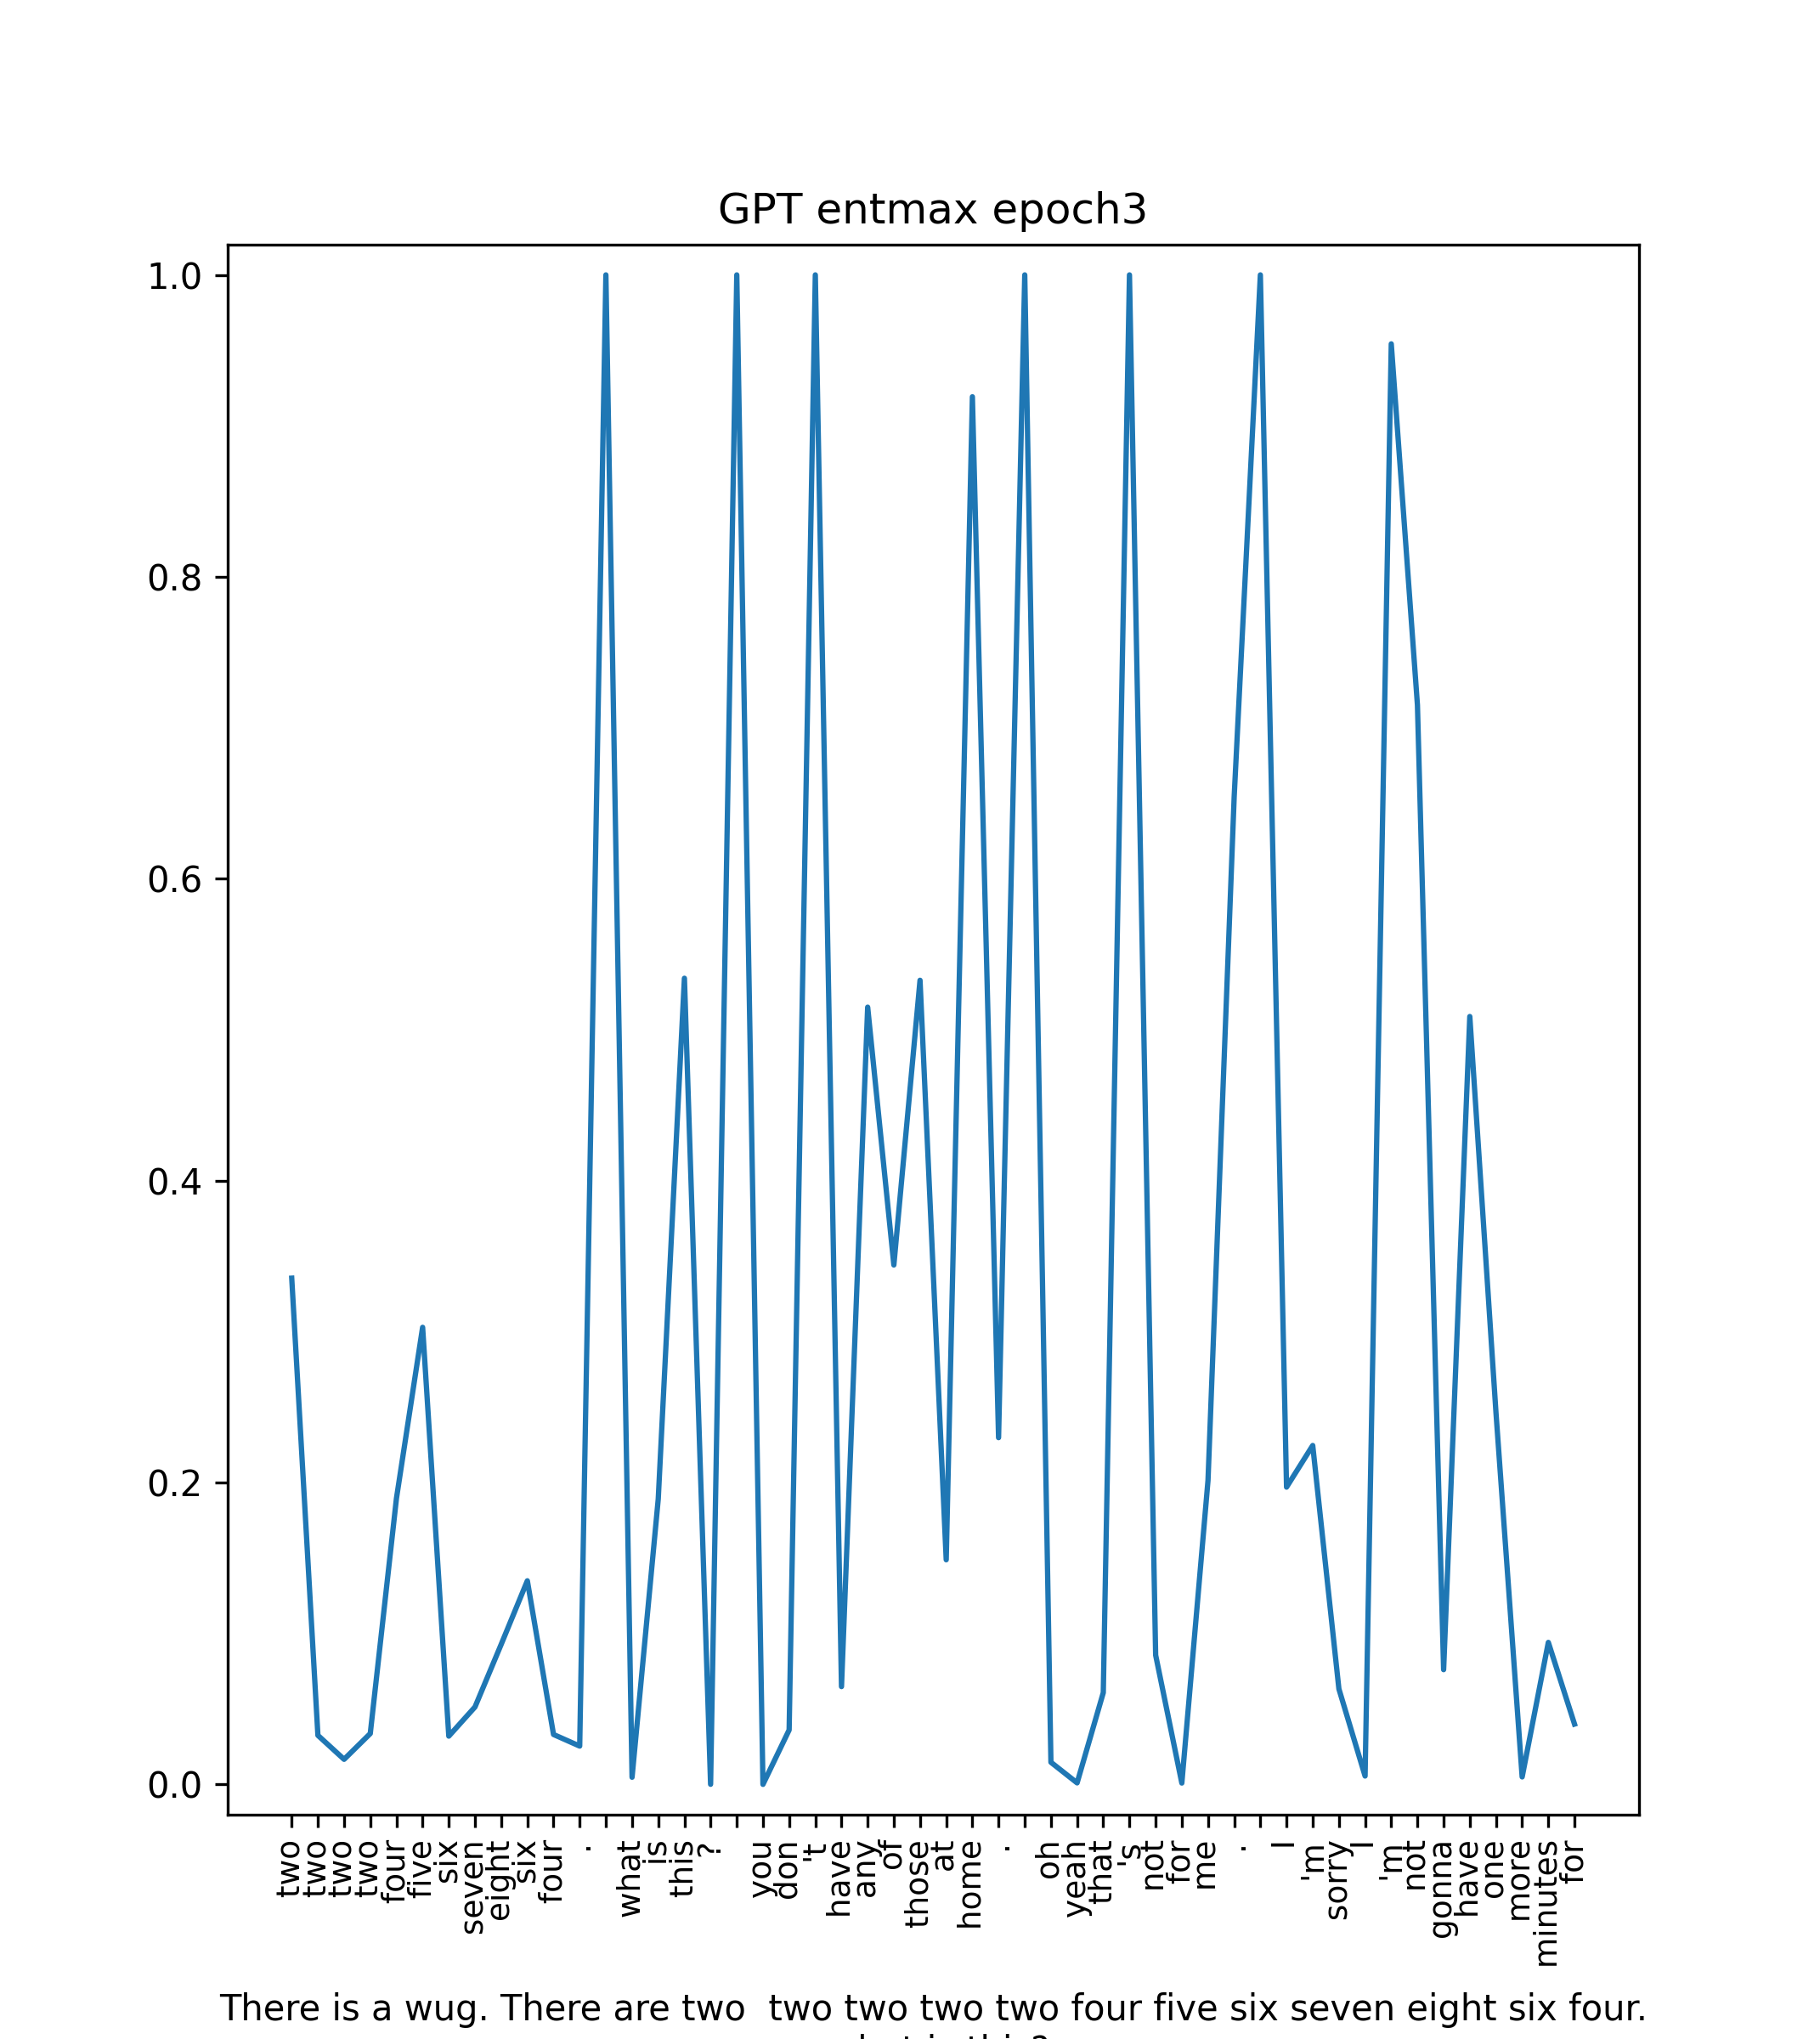 GPT entmax epoch3
1.0
0.8
0.6
0.4
0.2
0.0
two
two
two
two
four
five
six
seven
eight
six
four
.
what
is
this
?
you
don
't
have
any
of
those
at
home
.
oh
yeah
that
's
not
for
me
.
I
'm
sorry
I
'm
not
gonna
have
one
more
minutes
for
There is a wug. There are two  two two two two four five six seven eight six four.